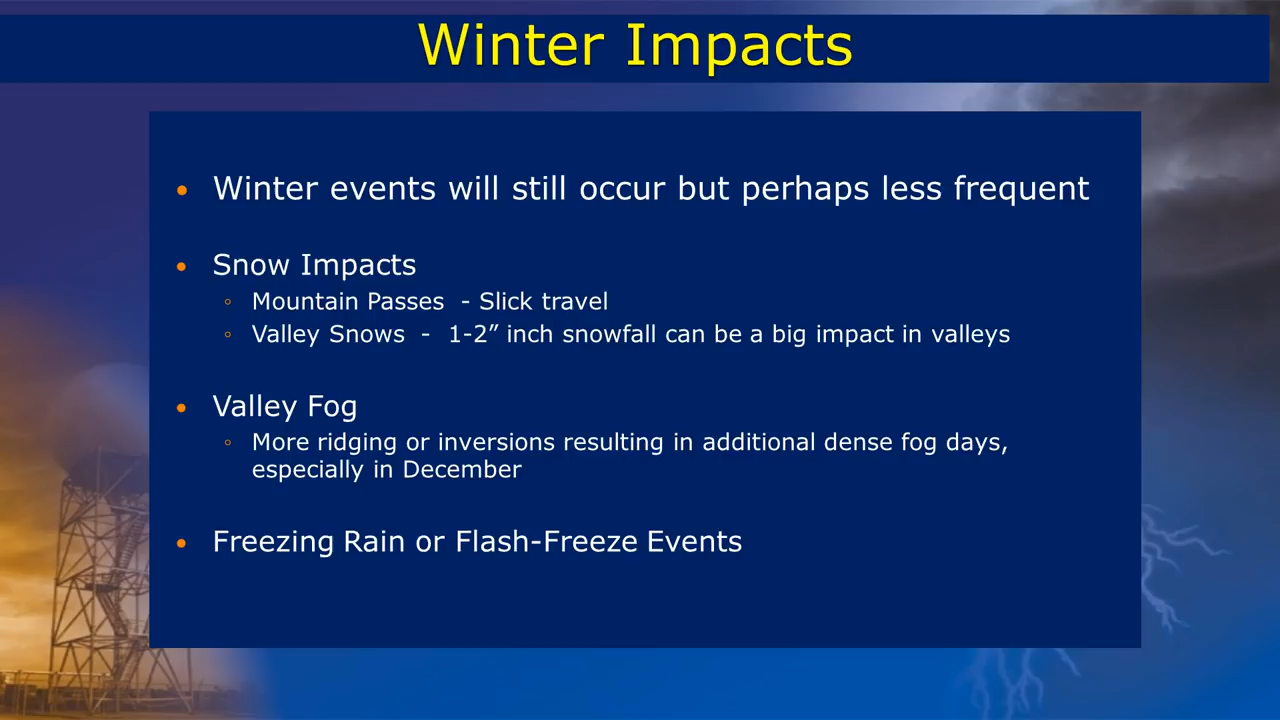 Winter Impacts
• Winter events will still occur but perhaps less frequent
• Snow Impacts
◦ Mountain Passes  - Slick travel
◦ Valley Snows  -  1-2” inch snowfall can be a big impact in valleys
• Valley Fog
◦ More ridging or inversions resulting in additional dense fog days,
especially in December
• Freezing Rain or Flash-Freeze Events